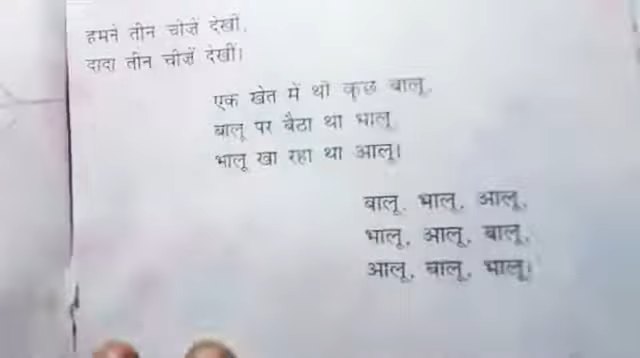 हमने तीन चीज़ें देखीं,
दादा तीन चीज़ें देखीं।
एक खेत में थी कुछ बालू,
बालू पर बैठा था भालू
भालू खा रहा था आलू।
बालू, भालू, आलू,
भालू, आलू, बालू,
आलू, बालू, भालू।